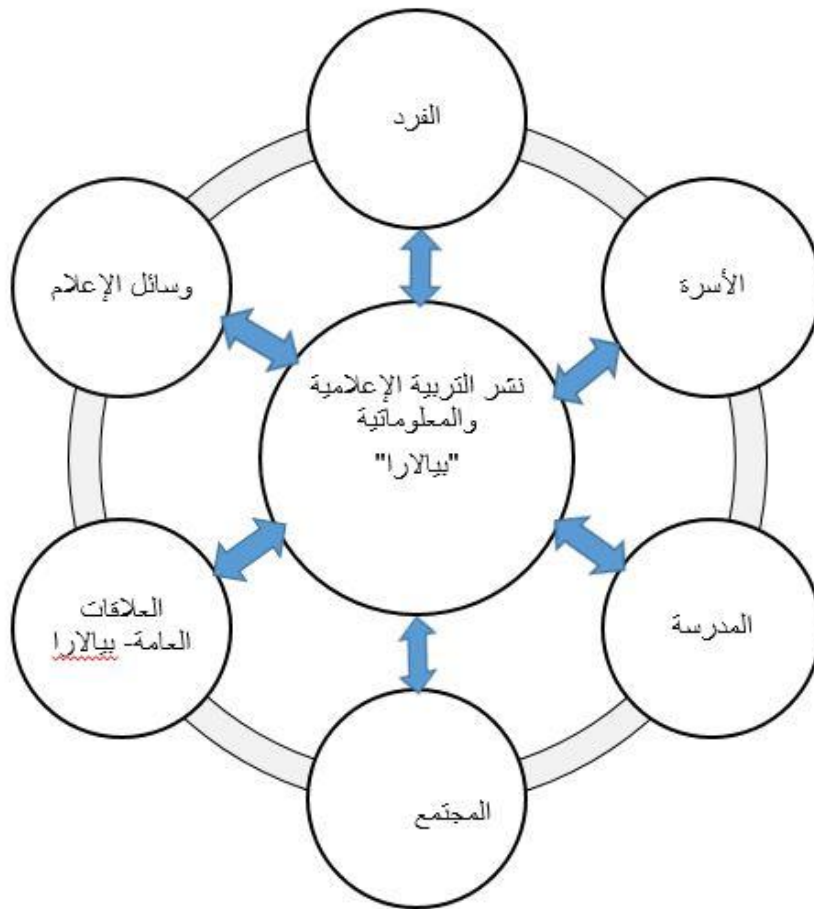 الفرد
وسائل الإعلام
الأسرة
نشر التربية الإعلامية
والمعلوماتية
"بيالارا"
العلاقات
العامة- بيالارا
المدرسة
المجتمع